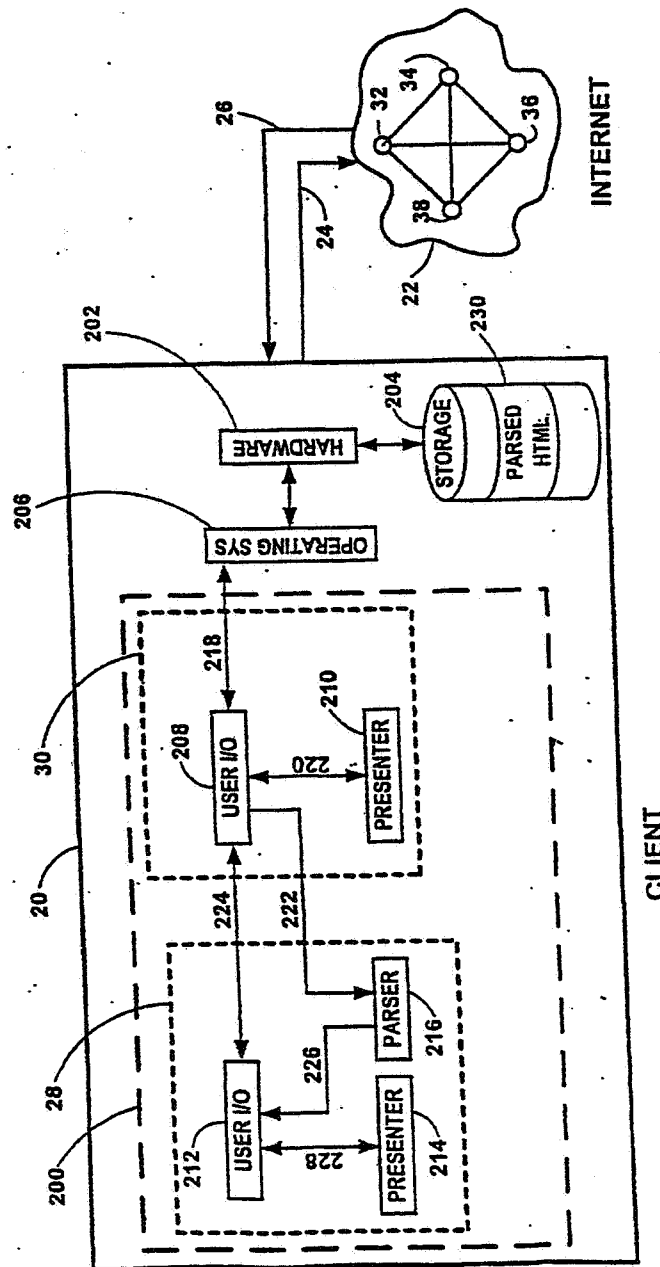 20
CLIENT
200
28
30
212
USER I/O
228
PRESENTER
214
226
PARSER
216
224
222
208
USER I/O
220
210
PRESENTER
218
206
OPERATING SYS
202
HARDWARE
204
STORAGE
PARSED
HTML.
230
26
24
22
32
34
36
38
INTERNET